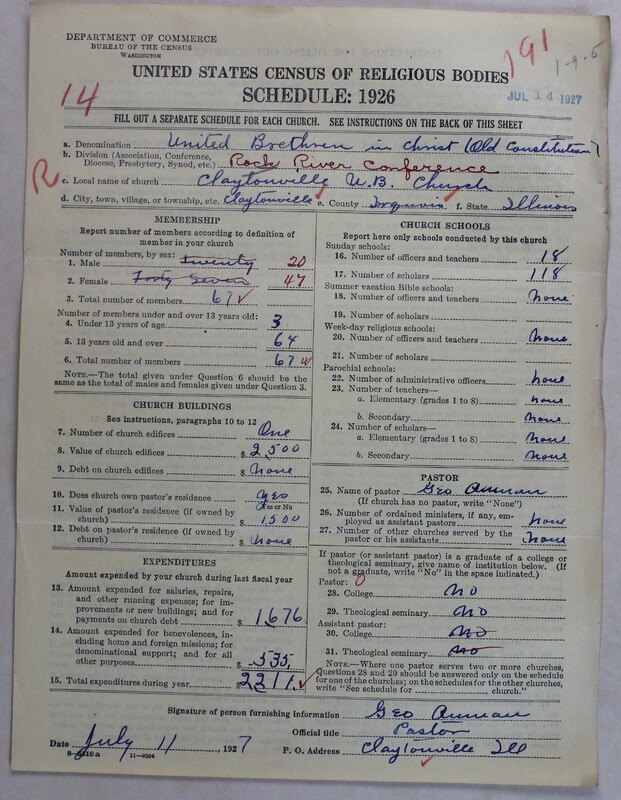 DEPARTMENT OF COMMERCE
BUREAU OF THE CENSUS
WASHINGTON
191
1-9-5
UNITED STATES CENSUS OF RELIGIOUS BODIES
SCHEDULE: 1926
14
JUL 14 1927
FILL OUT A SEPARATE SCHEDULE FOR EACH CHURCH. SEE INSTRUCTIONS ON THE BACK OF THIS SHEET
a. Denomination United Brethren in Christ (Old Constitution)
b. Division (Association, Conference, Diocese, Presbytery, Synod, etc.) Rock River Conference
R
c. Local name of church Claytonville U.B. Church
d. City, town, village, or township, etc. Claytonville e. County Iroquois f. State Illinois
MEMBERSHIP
Report number of members according to definition of member in your church
Number of members, by sex:
1. Male Twenty 20
2. Female Forty Seven 47
3. Total number of members 67
Number of members under and over 13 years old:
4. Under 13 years of age 3
5. 13 years old and over 64
6. Total number of members 67
NOTE.—The total given under Question 6 should be the same as the total of males and females given under Question 3.
CHURCH BUILDINGS
See instructions, paragraphs 10 to 12
7. Number of church edifices One
8. Value of church edifices $ 2,500
9. Debt on church edifices $ none
10. Does church own pastor's residence yes
Yes or No
11. Value of pastor's residence (if owned by church) $ 1,500
12. Debt on pastor's residence (if owned by church) $ none
EXPENDITURES
Amount expended by your church during last fiscal year
13. Amount expended for salaries, repairs, and other running expenses; for improvements or new buildings; and for payments on church debt $ 1,676
14. Amount expended for benevolences, including home and foreign missions; for denominational support; and for all other purposes $ 535
15. Total expenditures during year $ 2211
CHURCH SCHOOLS
Report here only schools conducted by this church
Sunday schools:
16. Number of officers and teachers 18
17. Number of scholars 118
Summer vacation Bible schools:
18. Number of officers and teachers none
19. Number of scholars
Week-day religious schools:
20. Number of officers and teachers none
21. Number of scholars
Parochial schools:
22. Number of administrative officers none
23. Number of teachers—
a. Elementary (grades 1 to 8) none
b. Secondary none
24. Number of scholars—
a. Elementary (grades 1 to 8) none
b. Secondary none
PASTOR
25. Name of pastor Geo
(If church has no pastor, write "None")
26. Number of ordained ministers, if any, employed as assistant pastors none
27. Number of other churches served by the pastor or his assistants none
If pastor (or assistant pastor) is a graduate of a college or theological seminary, give name of institution below. (If not a graduate, write "No" in the space indicated.)
Pastor:
28. College no
29. Theological seminary no
Assistant pastor:
30. College no
31. Theological seminary no
NOTE.—Where one pastor serves two or more churches, Questions 28 and 29 should be answered only on the schedule for one of the churches; on the schedules for the other churches, write "See schedule for ........ church."
Signature of person furnishing information Geo
Official title Pastor
Date July 11, 1927 P. O. Address Claytonville Ill
11—9034